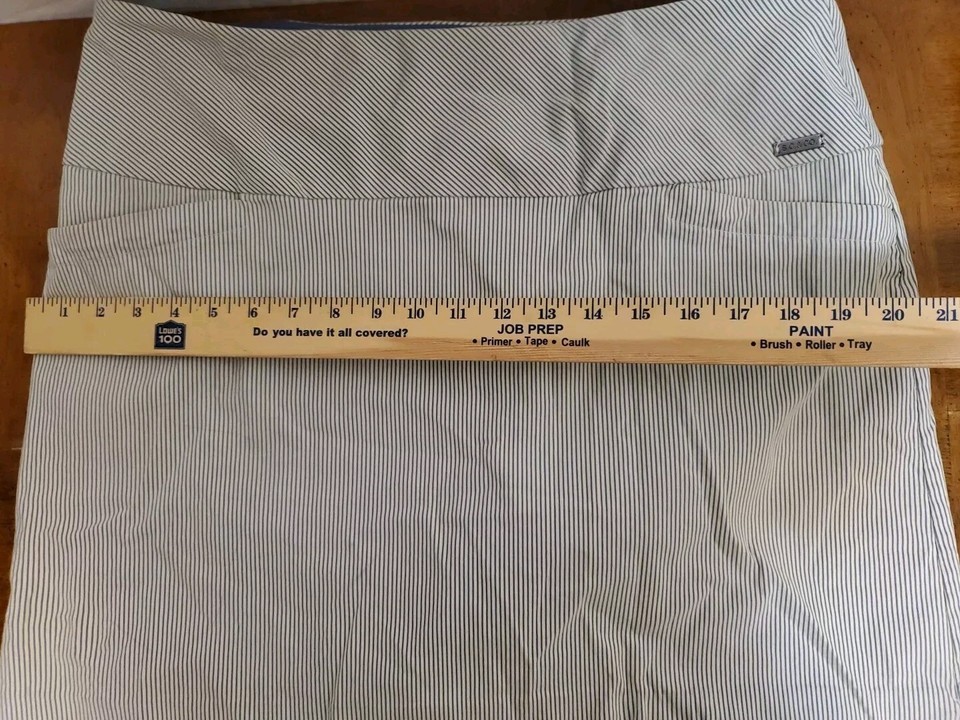 1 2 3 4 5 6 7 8 9 10 11 12 13 14 15 16 17 18 19 20 21
LOWE'S
100
Do you have it all covered?
JOB PREP
• Primer • Tape • Caulk
PAINT
• Brush • Roller • Tray